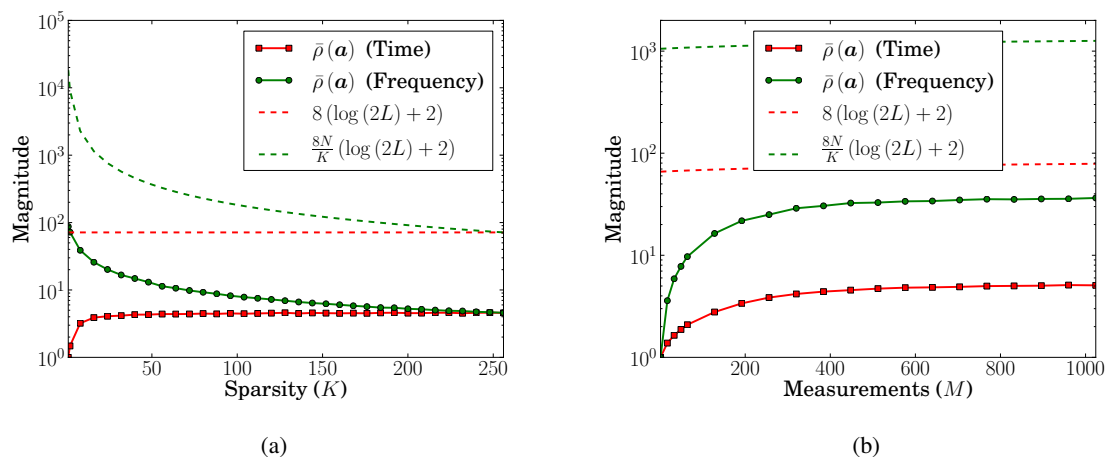 10^5
10^4
10^3
10^2
10^1
10^0
Magnitude
ρ̄(a) (Time)
ρ̄(a) (Frequency)
8(log(2L)+2)
8N/K (log(2L)+2)
50 100 150 200 250
Sparsity (K)
(a)
10^3
10^2
10^1
10^0
Magnitude
ρ̄(a) (Time)
ρ̄(a) (Frequency)
8(log(2L)+2)
8N/K (log(2L)+2)
200 400 600 800 1000
Measurements (M)
(b)